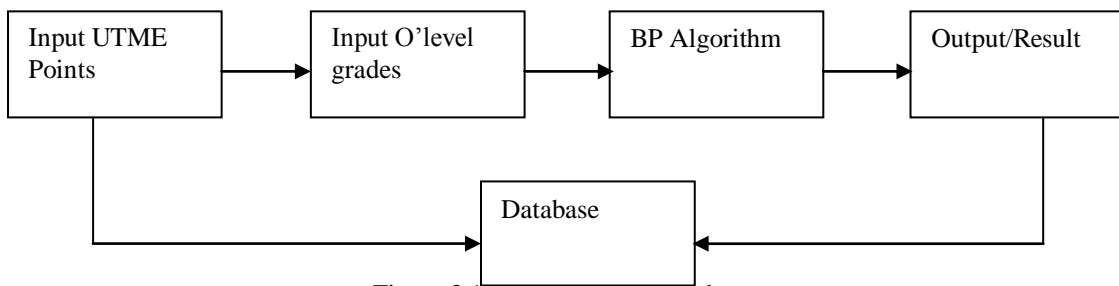 Input UTME
Points
Input O’level
grades
BP Algorithm
Output/Result
Database